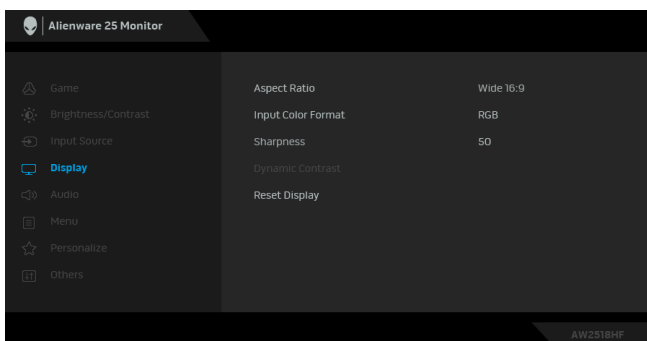 Alienware 25 Monitor
Game
Aspect Ratio Wide 16:9
Brightness/Contrast Input Color Format RGB
Input Source Sharpness 50
Display Dynamic Contrast
Audio Reset Display
Menu
Personalize
Others
AW2518HF